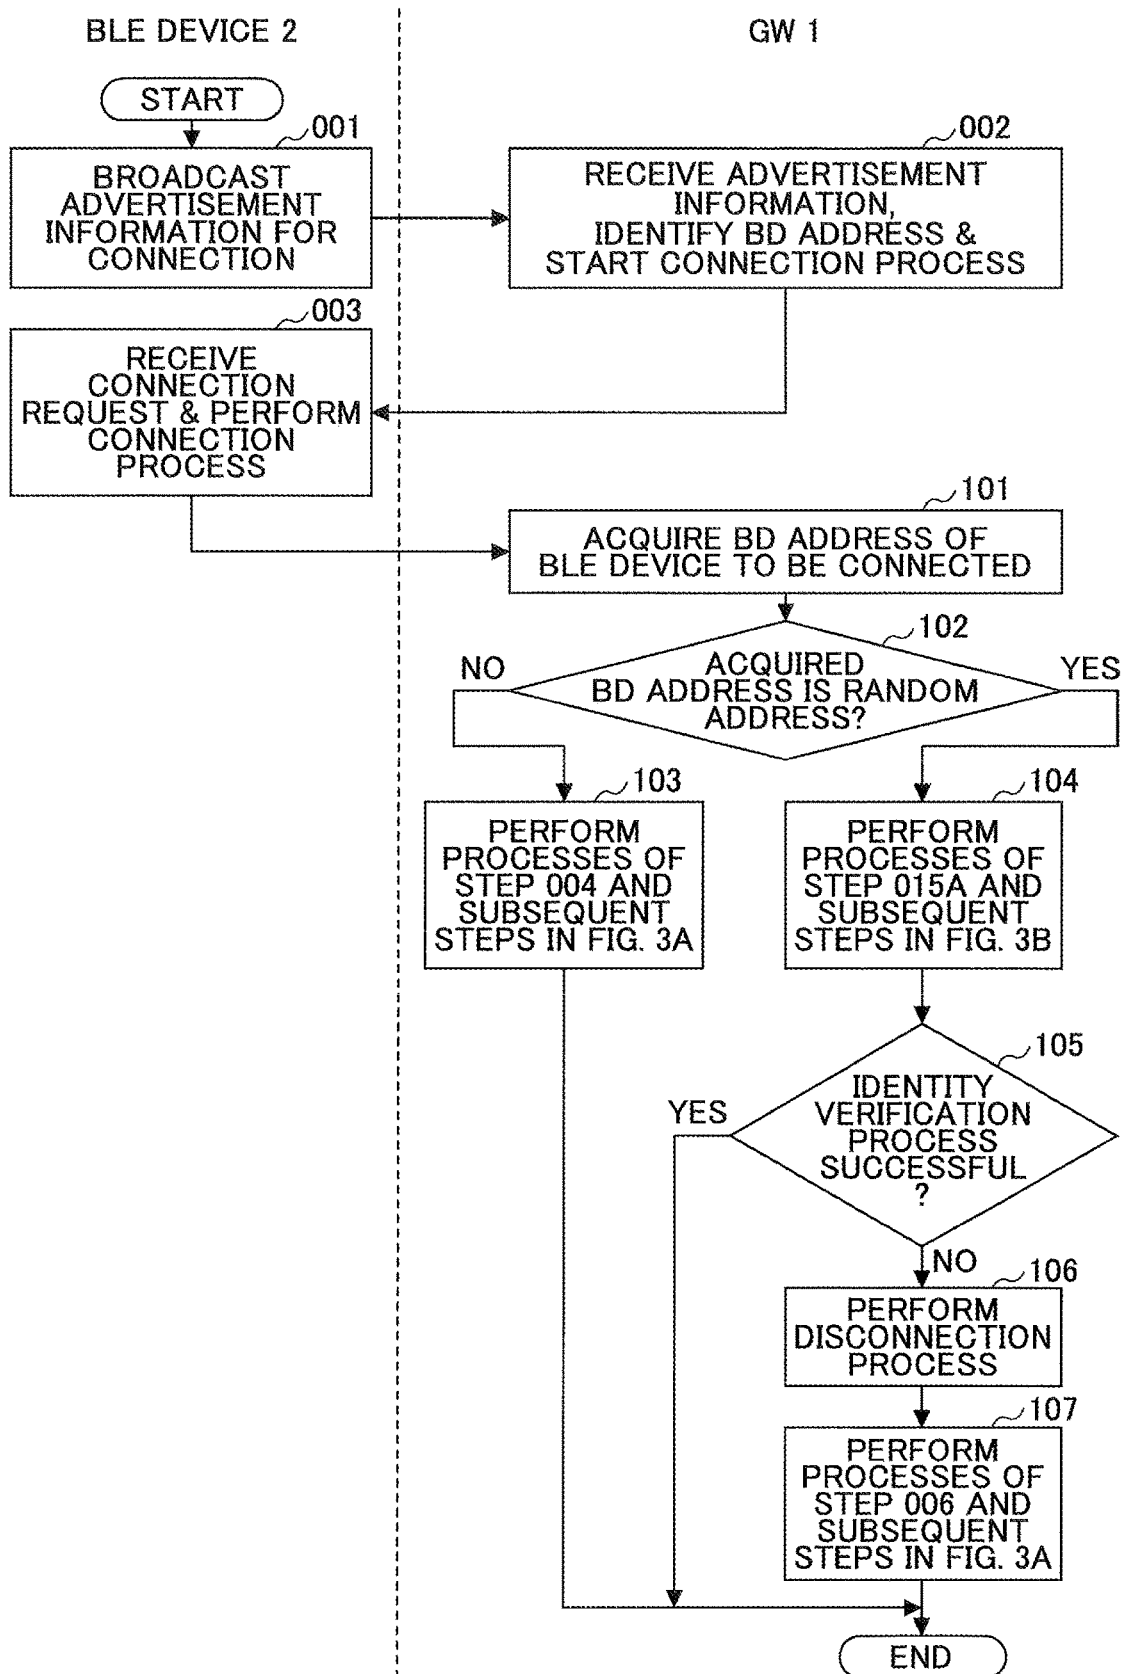 BLE DEVICE 2
GW 1
START
001
BROADCAST
ADVERTISEMENT
INFORMATION FOR
CONNECTION
002
RECEIVE ADVERTISEMENT
INFORMATION,
IDENTIFY BD ADDRESS &
START CONNECTION PROCESS
003
RECEIVE
CONNECTION
REQUEST & PERFORM
CONNECTION
PROCESS
101
ACQUIRE BD ADDRESS OF
BLE DEVICE TO BE CONNECTED
102
ACQUIRED
BD ADDRESS IS RANDOM
ADDRESS?
NO
YES
103
PERFORM
PROCESSES OF
STEP 004 AND
SUBSEQUENT
STEPS IN FIG. 3A
104
PERFORM
PROCESSES OF
STEP 015A AND
SUBSEQUENT
STEPS IN FIG. 3B
105
IDENTITY
VERIFICATION
PROCESS
SUCCESSFUL
?
YES
NO
106
PERFORM
DISCONNECTION
PROCESS
107
PERFORM
PROCESSES OF
STEP 006 AND
SUBSEQUENT
STEPS IN FIG. 3A
END